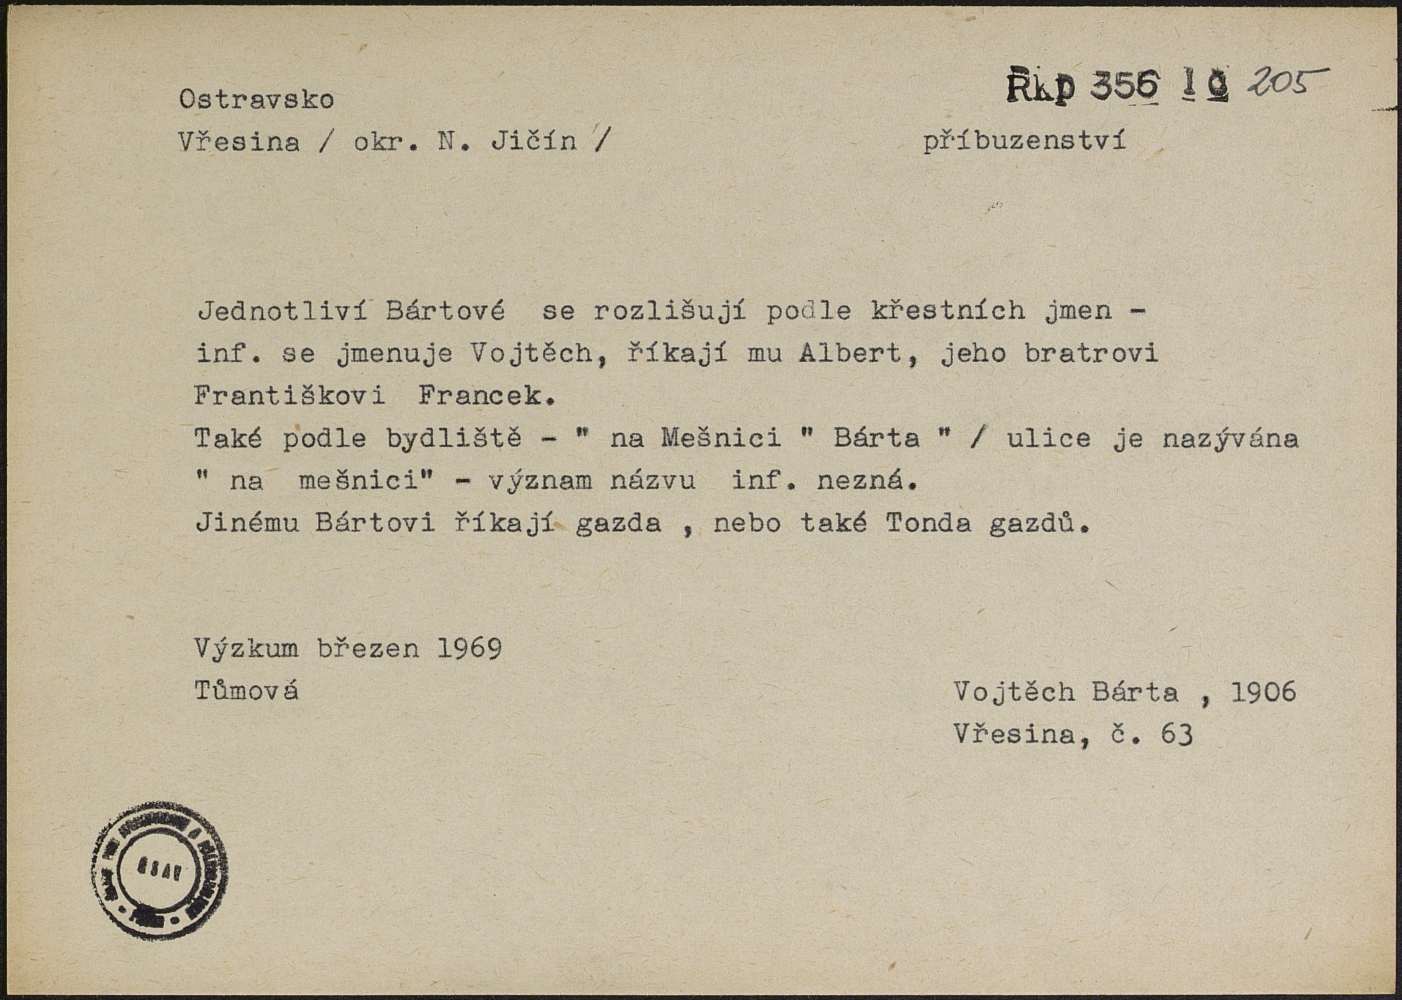 Ostravsko
Rkp 356 10 205
Vřesina / okr. N. Jičín /
příbuzenství
Jednotliví Bártové se rozlišují podle křestních jmen -
inf. se jmenuje Vojtěch, říkají mu Albert, jeho bratrovi
Františkovi Francek.
Také podle bydliště - " na Mešnici " Bárta " / ulice je nazývána
" na mešnici" - význam názvu inf. nezná.
Jinému Bártovi říkají gazda , nebo také Tonda gazdů.
Výzkum březen 1969
Tůmová
Vojtěch Bárta , 1906
Vřesina, č. 63
ČSAV